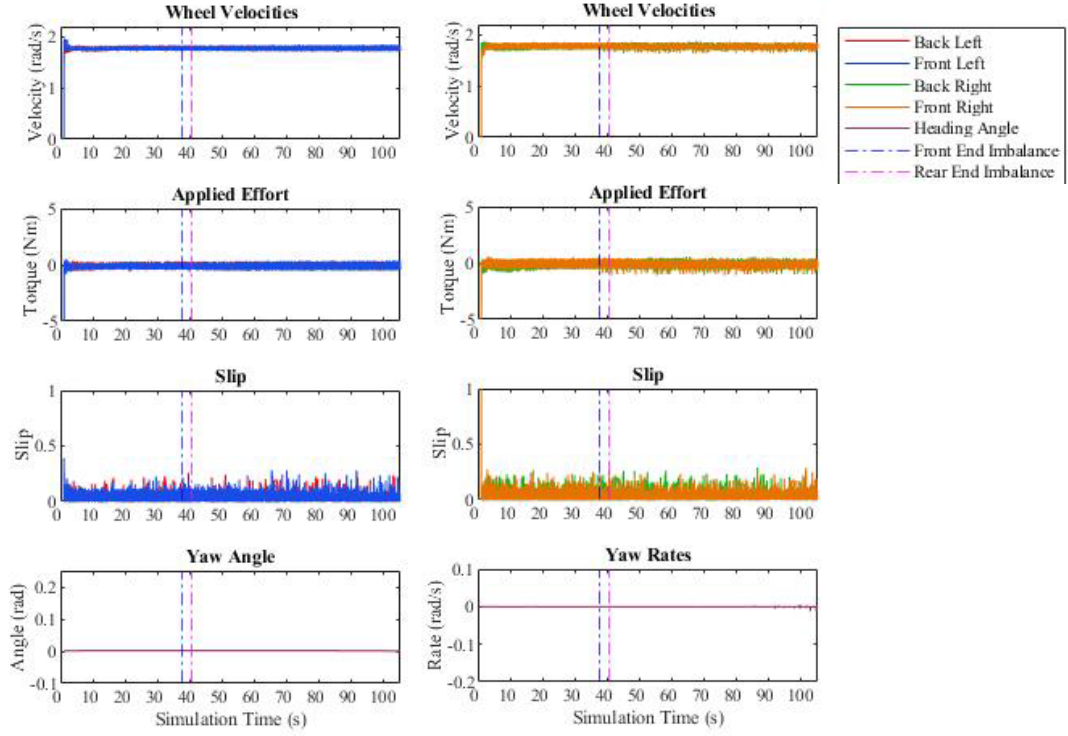 Wheel Velocities
Velocity (rad/s)
2
1
0
0 10 20 30 40 50 60 70 80 90 100
Wheel Velocities
Velocity (rad/s)
2
1
0
0 10 20 30 40 50 60 70 80 90 100
Back Left
Front Left
Back Right
Front Right
Heading Angle
Front End Imbalance
Rear End Imbalance
Applied Effort
Torque (Nm)
5
0
-5
0 10 20 30 40 50 60 70 80 90 100
Applied Effort
Torque (Nm)
5
0
-5
0 10 20 30 40 50 60 70 80 90 100
Slip
Slip
1
0.5
0
0 10 20 30 40 50 60 70 80 90 100
Slip
Slip
1
0.5
0
0 10 20 30 40 50 60 70 80 90 100
Yaw Angle
Angle (rad)
0.2
0.1
0
-0.1
0 10 20 30 40 50 60 70 80 90 100
Simulation Time (s)
Yaw Rates
Rate (rad/s)
0.1
0
-0.1
-0.2
0 10 20 30 40 50 60 70 80 90 100
Simulation Time (s)